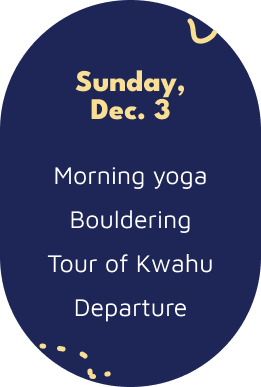 Sunday,
Dec. 3
Morning yoga
Bouldering
Tour of Kwahu
Departure